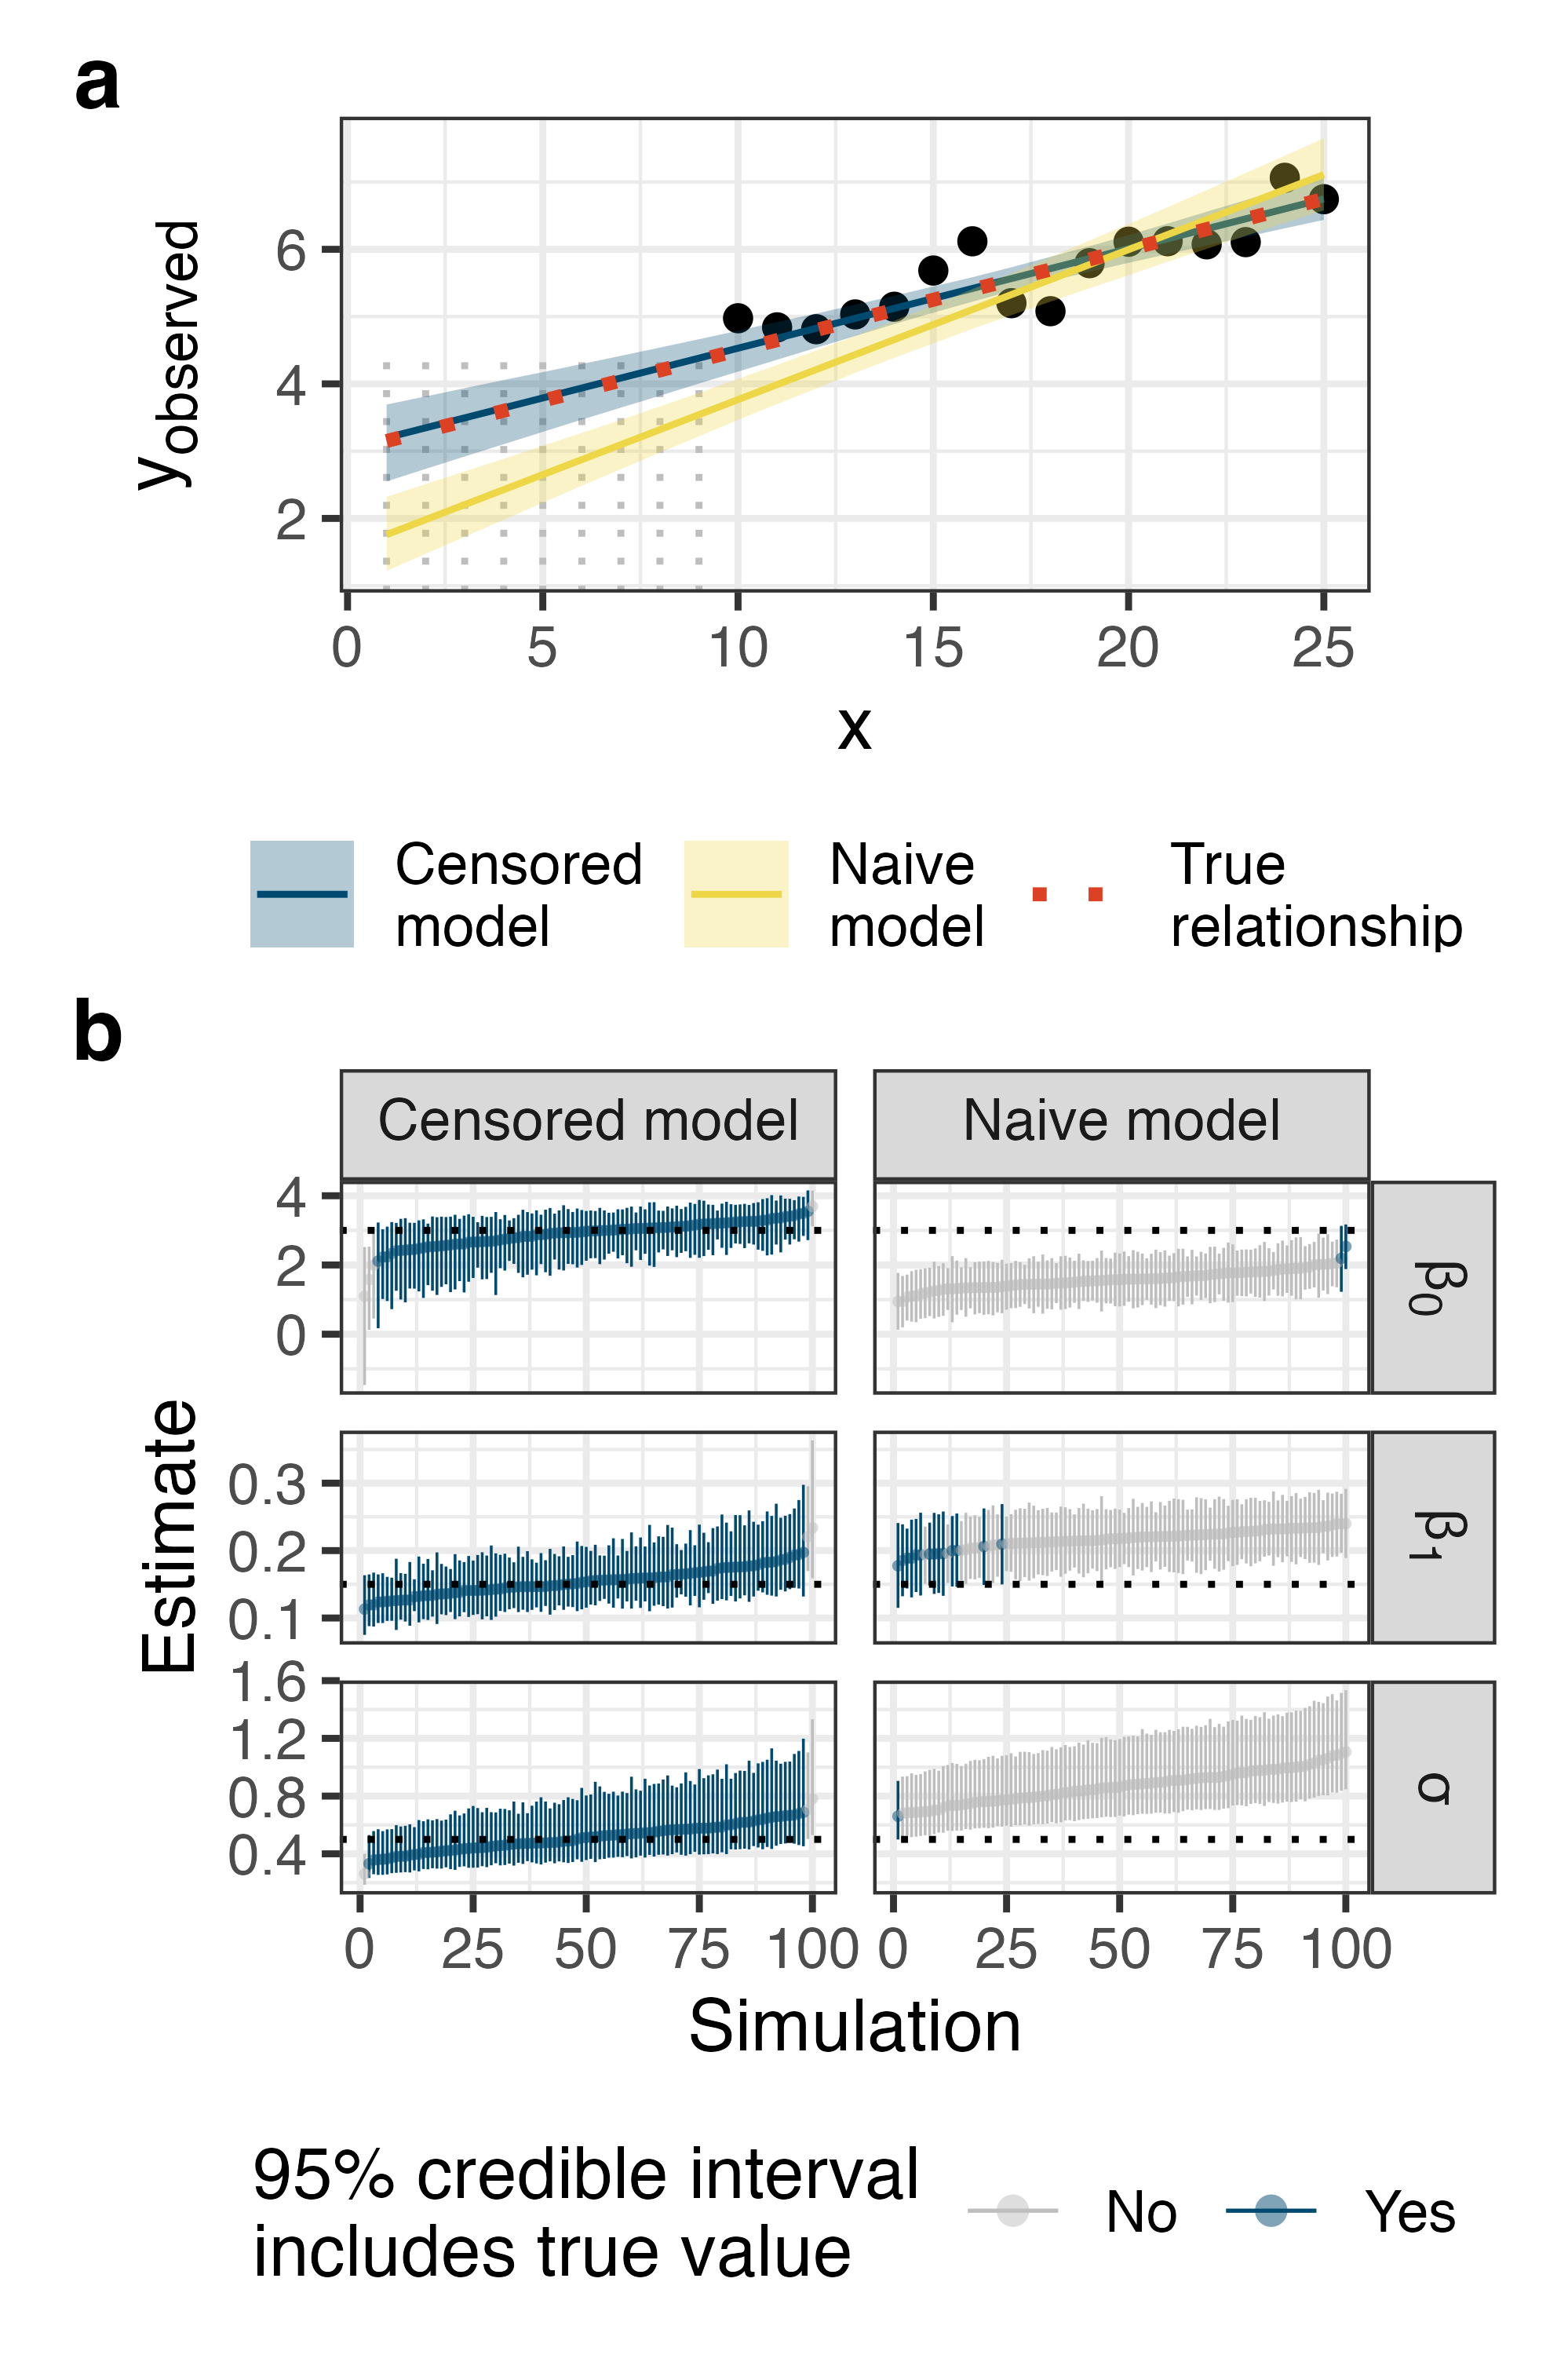 a
y observed
6
4
2
0 5 10 15 20 25
x
Censored model
Naive model
True relationship
b
Censored model Naive model
Estimate
4
2
0
β0
0.3
0.2
0.1
β1
1.6
1.2
0.8
0.4
σ
0 25 50 75 100 0 25 50 75 100
Simulation
95% credible interval
includes true value
No Yes